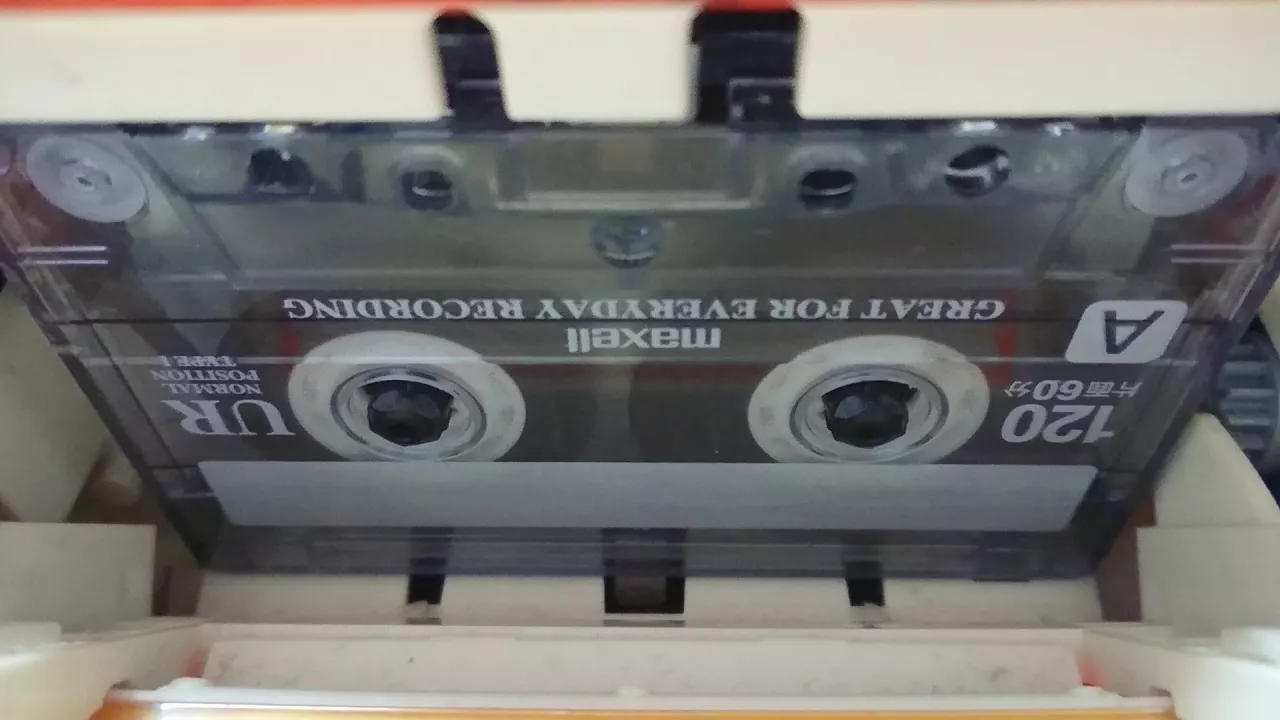 120
片面60分
A
UR
NORMAL
POSITION
TYPE I
maxell
GREAT FOR EVERYDAY RECORDING